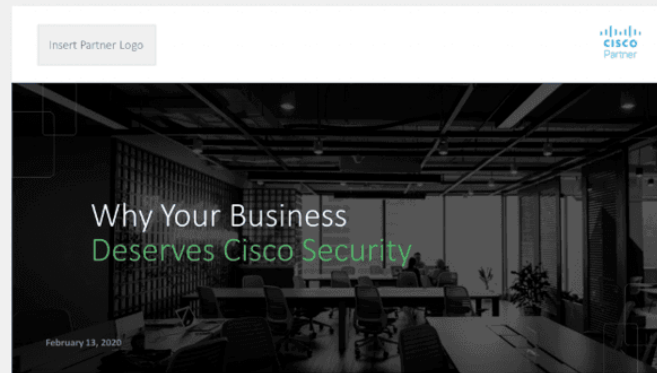 Insert Partner Logo
CISCO
Partner
Why Your Business
Deserves Cisco Security
February 13, 2020